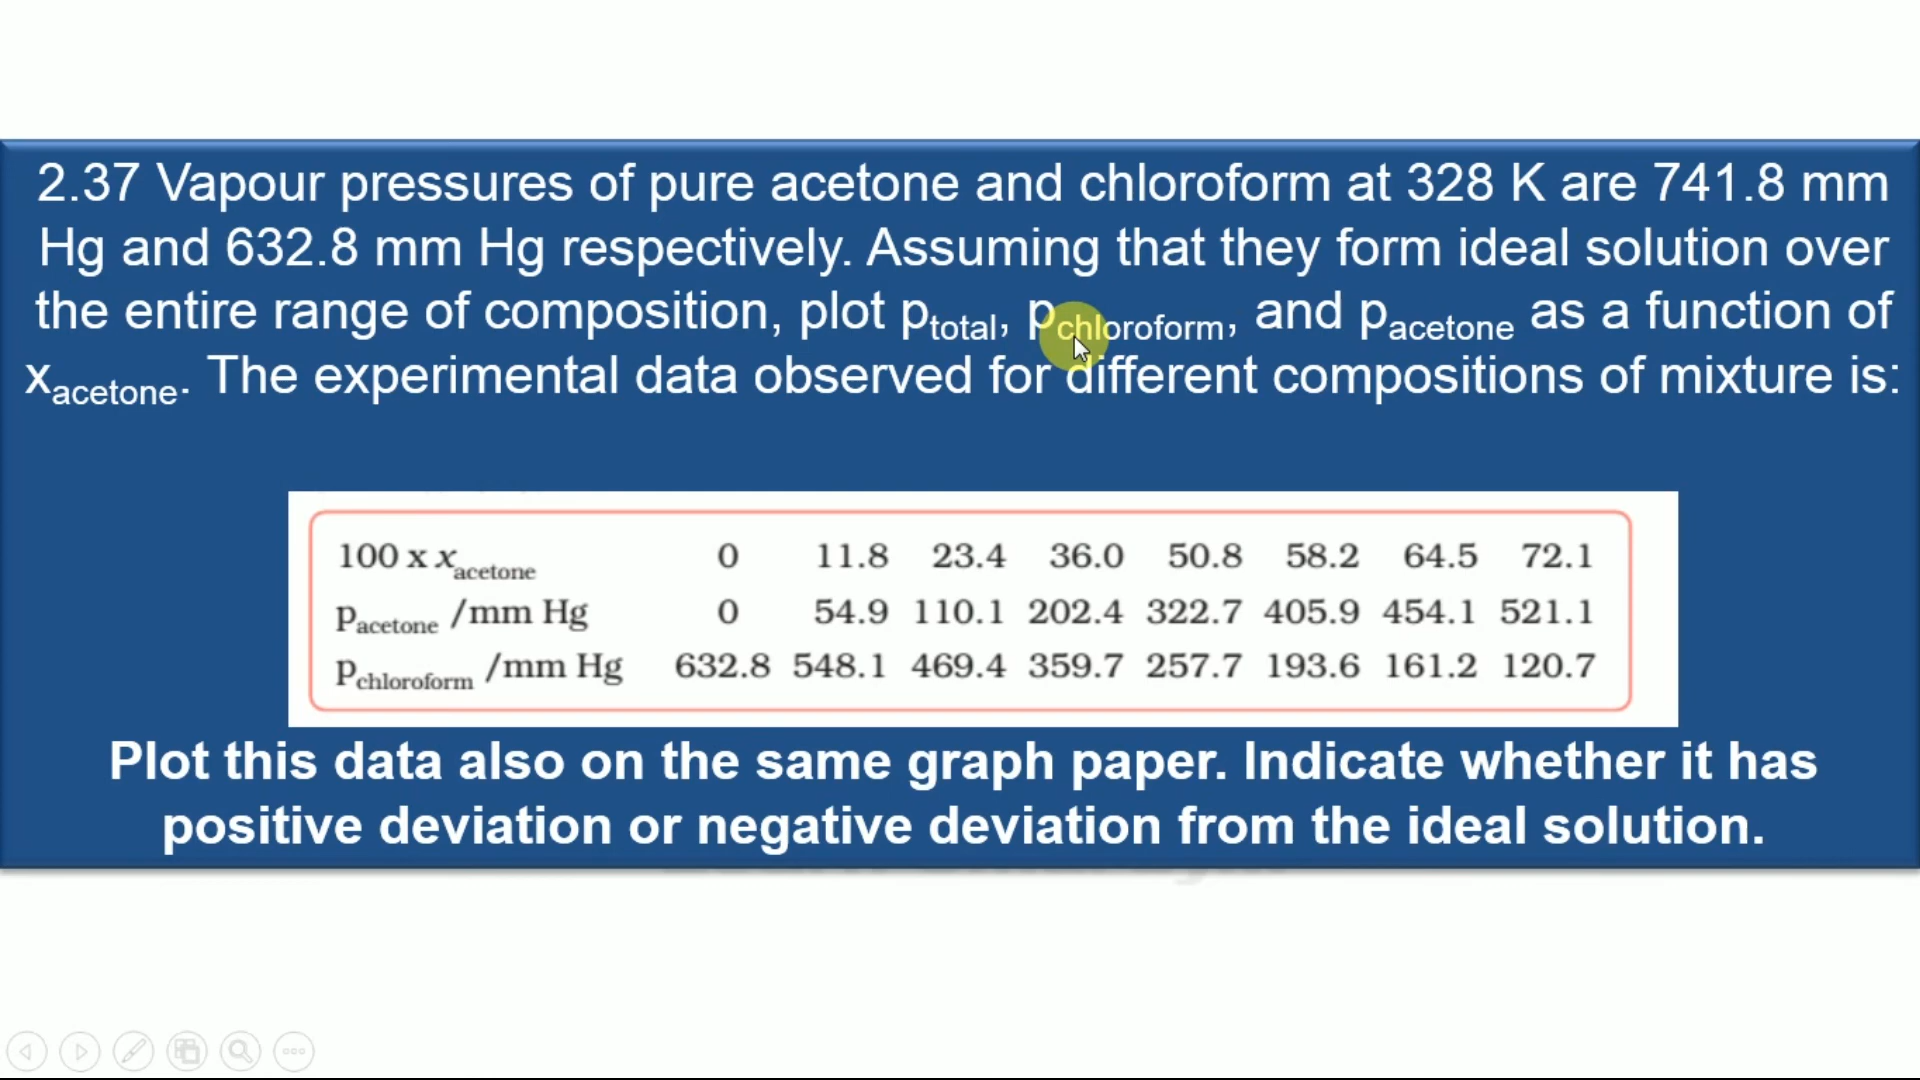 2.37 Vapour pressures of pure acetone and chloroform at 328 K are 741.8 mm
Hg and 632.8 mm Hg respectively. Assuming that they form ideal solution over
the entire range of composition, plot ptotal, pchloroform, and pacetone as a function of
xacetone. The experimental data observed for different compositions of mixture is:
100 x xacetone 0 11.8 23.4 36.0 50.8 58.2 64.5 72.1
pacetone /mm Hg 0 54.9 110.1 202.4 322.7 405.9 454.1 521.1
pchloroform /mm Hg 632.8 548.1 469.4 359.7 257.7 193.6 161.2 120.7
Plot this data also on the same graph paper. Indicate whether it has
positive deviation or negative deviation from the ideal solution.